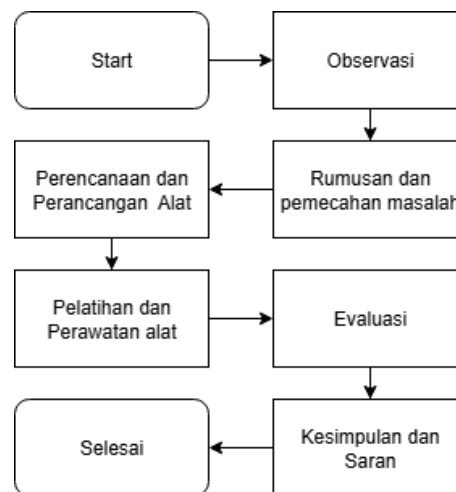 Start
Observasi
Rumusan dan
pemecahan masalah
Perencanaan dan
Perancangan Alat
Pelatihan dan
Perawatan alat
Evaluasi
Kesimpulan dan
Saran
Selesai